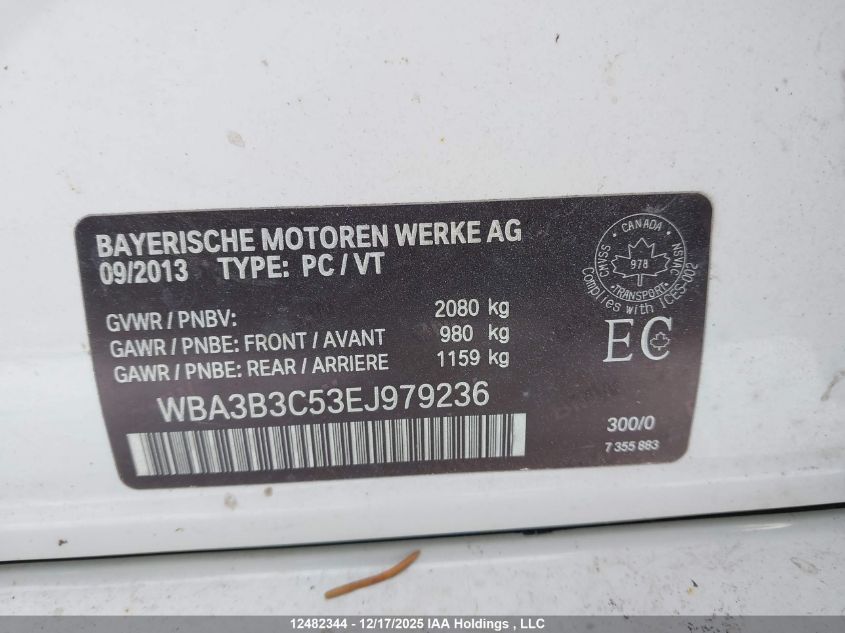 BAYERISCHE MOTOREN WERKE AG
09/2013 TYPE: PC / VT
GVWR / PNBV: 2080 kg
GAWR / PNBE: FRONT / AVANT 980 kg
GAWR / PNBE: REAR / ARRIERE 1159 kg
WBA3B3C53EJ979236
CANADA
CMVSS NSVAC
978
TRANSPORT
Complies with ICES-002
EC
300/0
7 355 883
12482344 - 12/17/2025 IAA Holdings , LLC